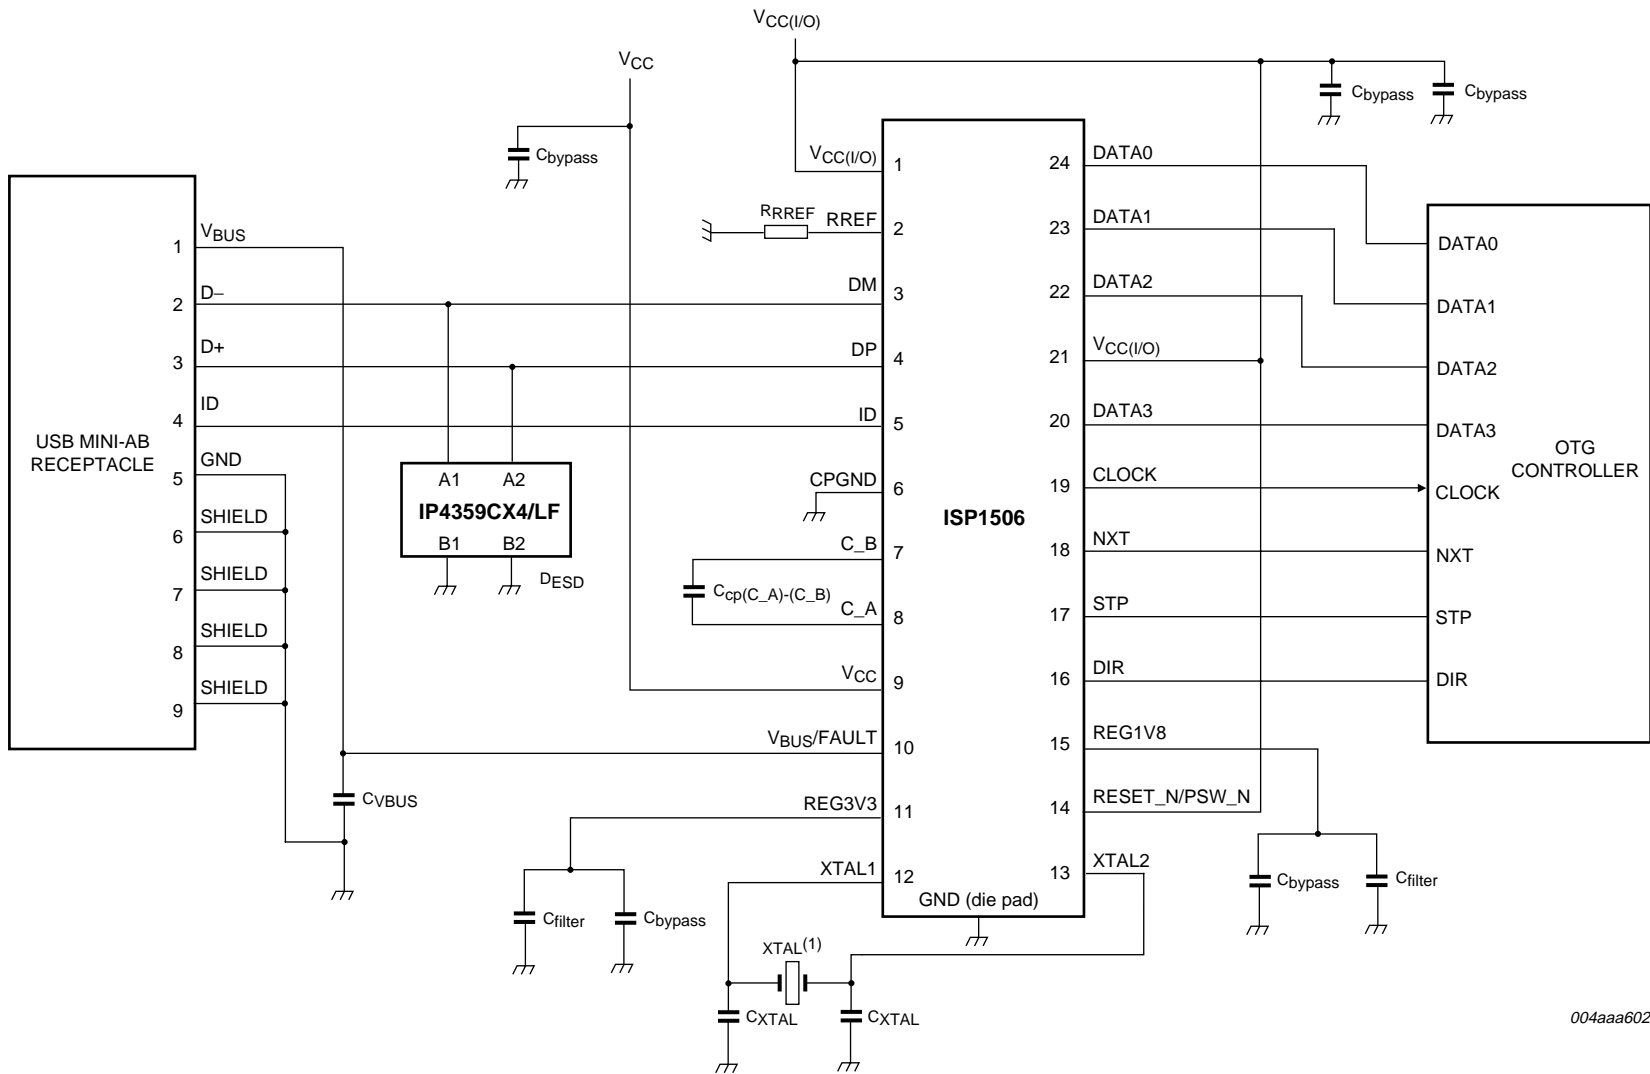 VCC(I/O)
VCC
Cbypass
Cbypass
Cbypass
USB MINI-AB
RECEPTACLE
1 VBUS
2 D−
3 D+
4 ID
5 GND
6 SHIELD
7 SHIELD
8 SHIELD
9 SHIELD
CVBUS
A1 A2
IP4359CX4/LF
B1 B2
DESD
RRREF
Ccp(C_A)-(C_B)
Cfilter
Cbypass
XTAL(1)
CXTAL
CXTAL
ISP1506
VCC(I/O) 1
RREF 2
DM 3
DP 4
ID 5
CPGND 6
C_B 7
C_A 8
VCC 9
VBUS/FAULT 10
REG3V3 11
XTAL1 12
GND (die pad)
24 DATA0
23 DATA1
22 DATA2
21 VCC(I/O)
20 DATA3
19 CLOCK
18 NXT
17 STP
16 DIR
15 REG1V8
14 RESET_N/PSW_N
13 XTAL2
Cbypass
Cfilter
DATA0
DATA1
DATA2
DATA3
OTG
CONTROLLER
CLOCK
NXT
STP
DIR
004aaa602